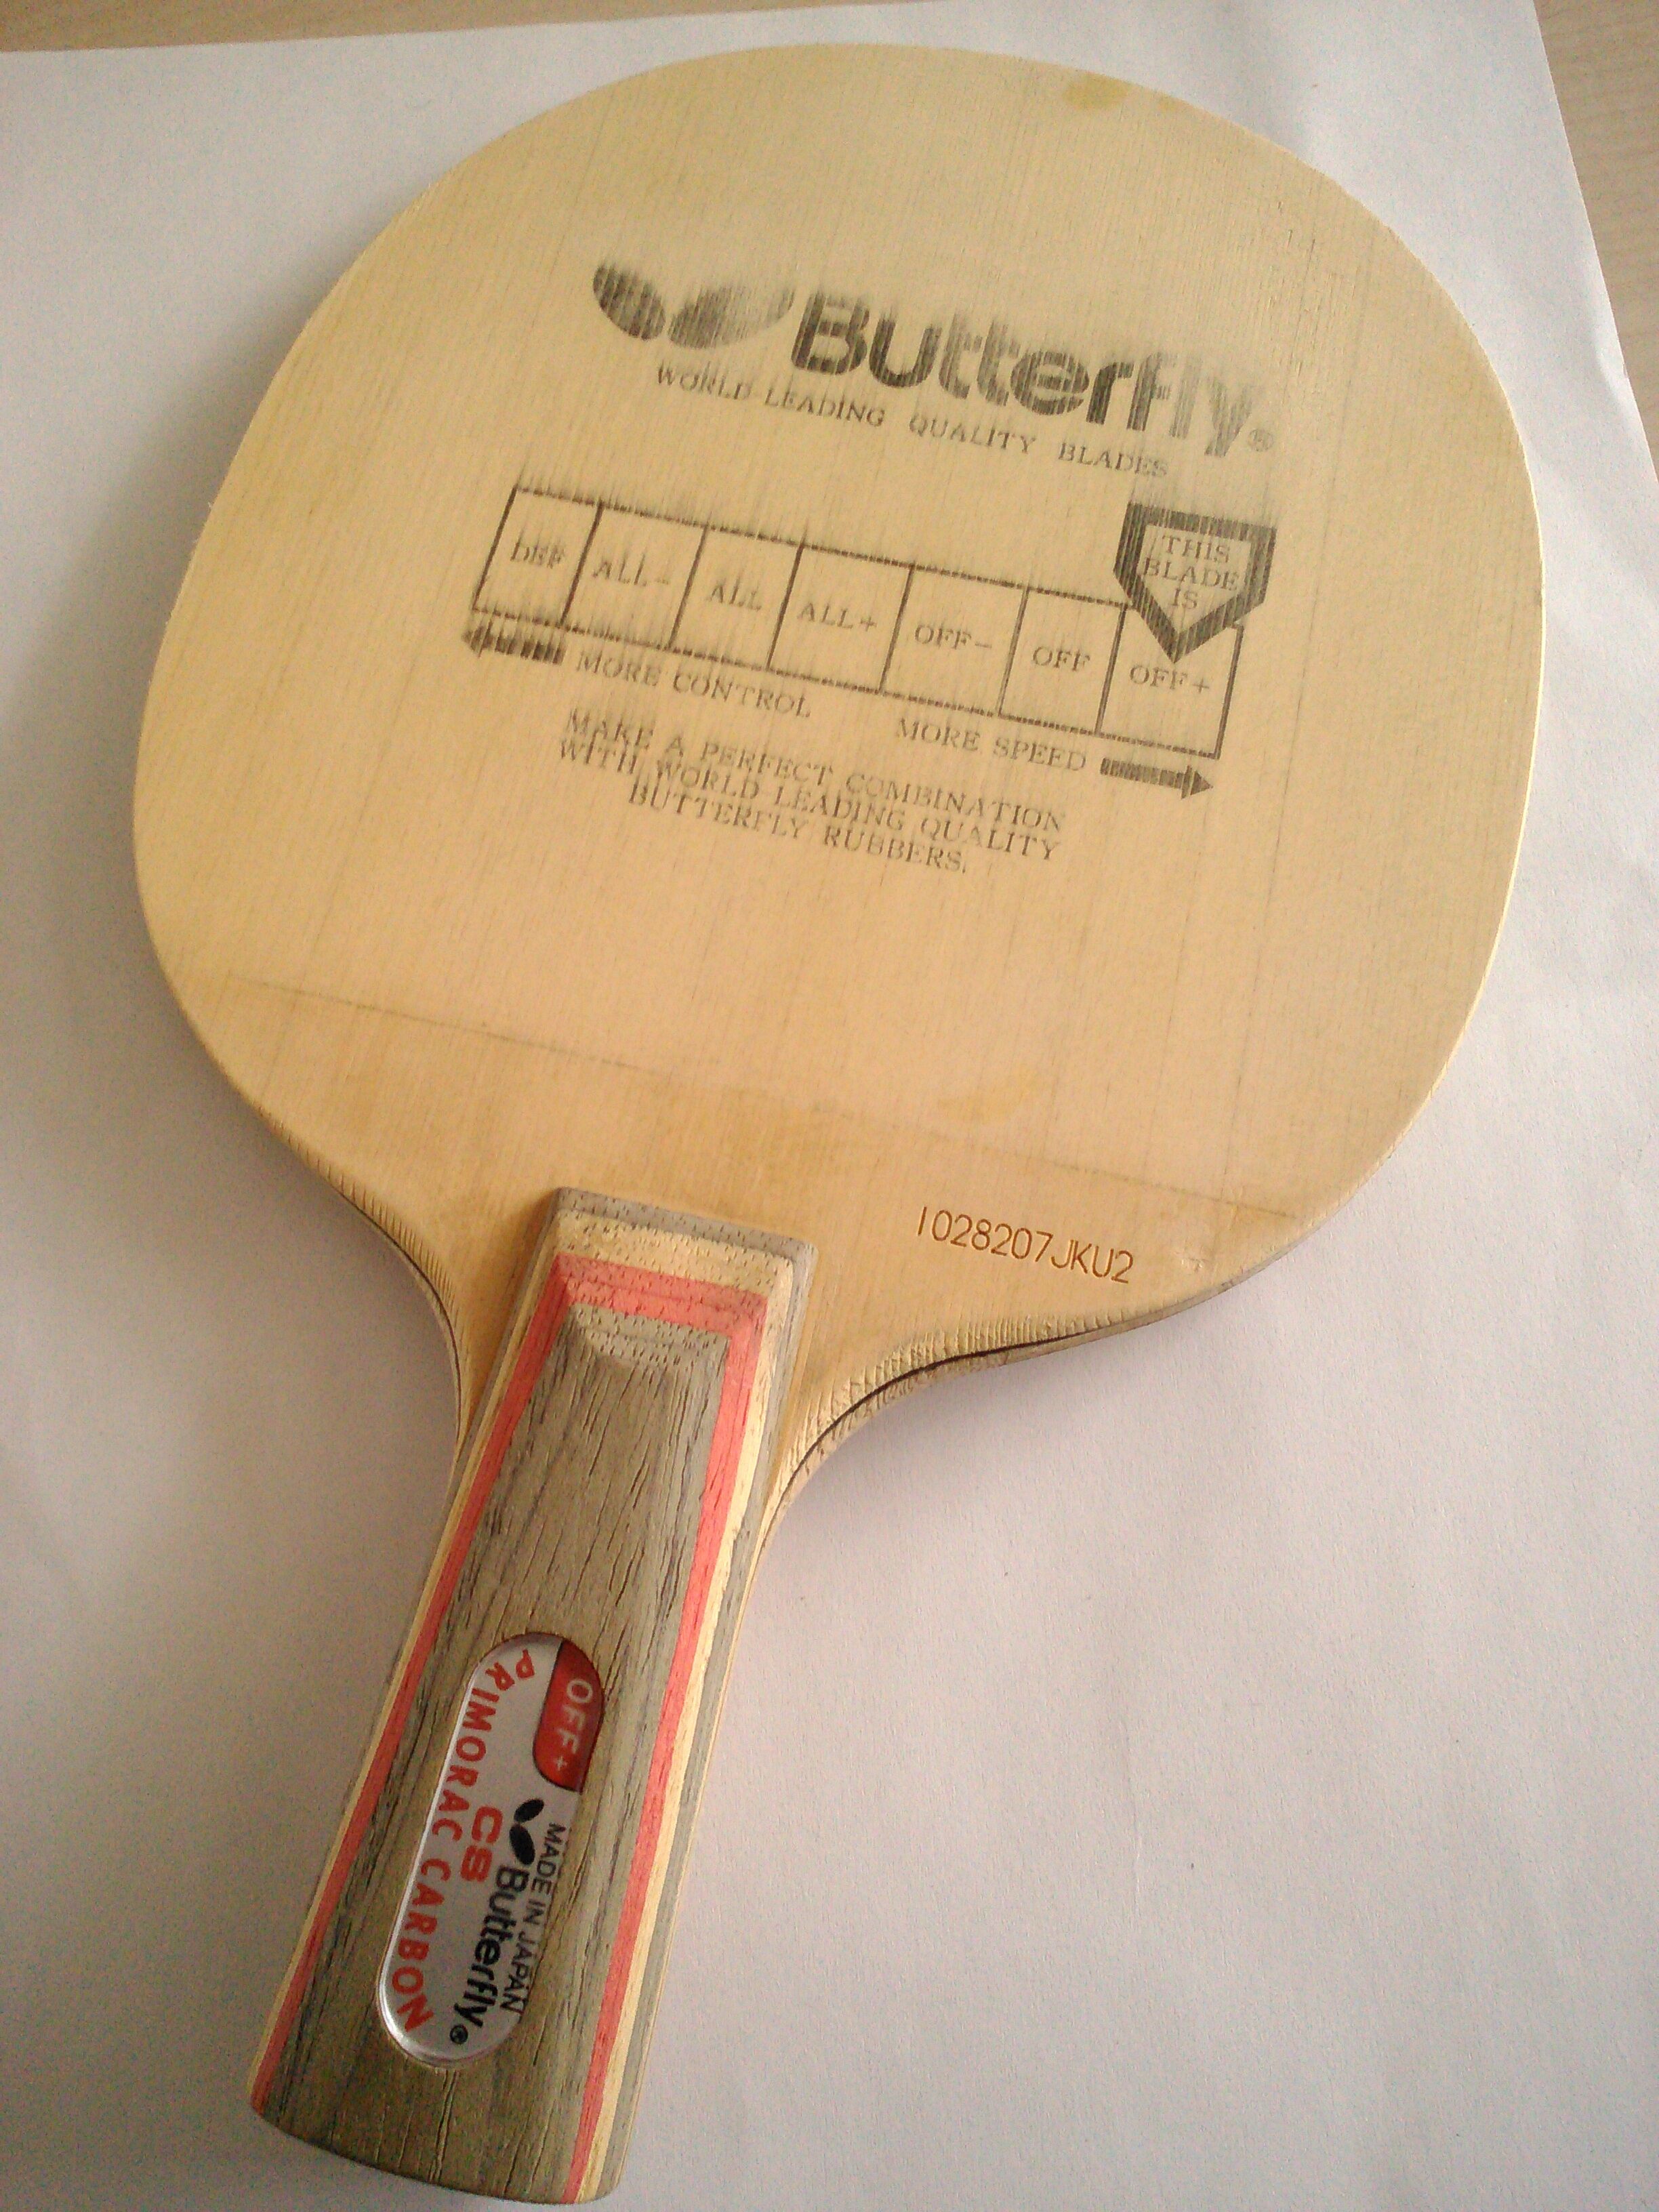 Butterfly®
WORLD-LEADING QUALITY BLADES
THIS
BLADE
IS
DEF ALL- ALL ALL+ OFF- OFF OFF+
MORE CONTROL
MORE SPEED
MAKE A PERFECT COMBINATION
WITH WORLD LEADING QUALITY
BUTTERFLY RUBBERS.
1028207JKU2
OFF+
MADE IN JAPAN
Butterfly®
CS
PRIMORAC CARBON